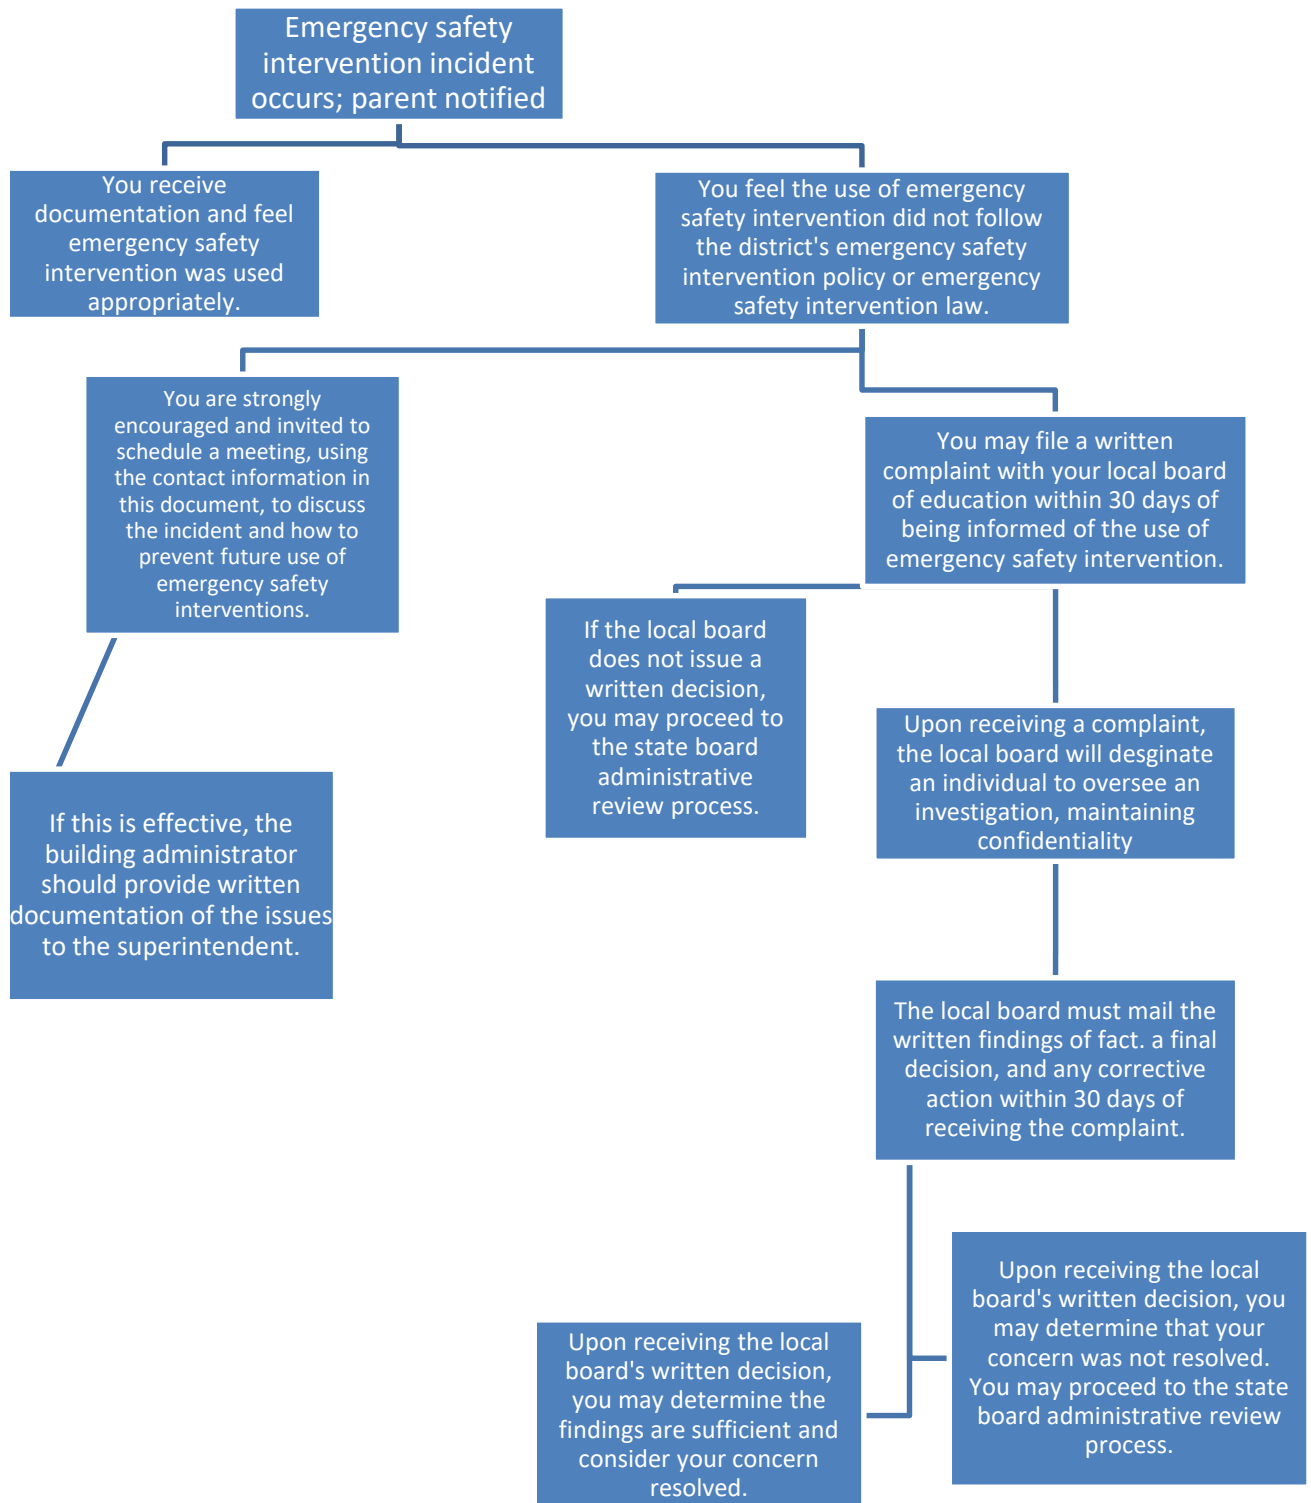 Emergency safety
intervention incident
occurs; parent notified
You receive
documentation and feel
emergency safety
intervention was used
appropriately.
You feel the use of emergency
safety intervention did not follow
the district's emergency safety
intervention policy or emergency
safety intervention law.
You are strongly
encouraged and invited to
schedule a meeting, using
the contact information in
this document, to discuss
the incident and how to
prevent future use of
emergency safety
interventions.
You may file a written
complaint with your local board
of education within 30 days of
being informed of the use of
emergency safety intervention.
If the local board
does not issue a
written decision,
you may proceed to
the state board
administrative
review process.
Upon receiving a complaint,
the local board will desginate
an individual to oversee an
investigation, maintaining
confidentiality
If this is effective, the
building administrator
should provide written
documentation of the issues
to the superintendent.
The local board must mail the
written findings of fact. a final
decision, and any corrective
action within 30 days of
receiving the complaint.
Upon receiving the local
board's written decision, you
may determine that your
concern was not resolved.
You may proceed to the state
board administrative review
process.
Upon receiving the local
board's written decision,
you may determine the
findings are sufficient and
consider your concern
resolved.